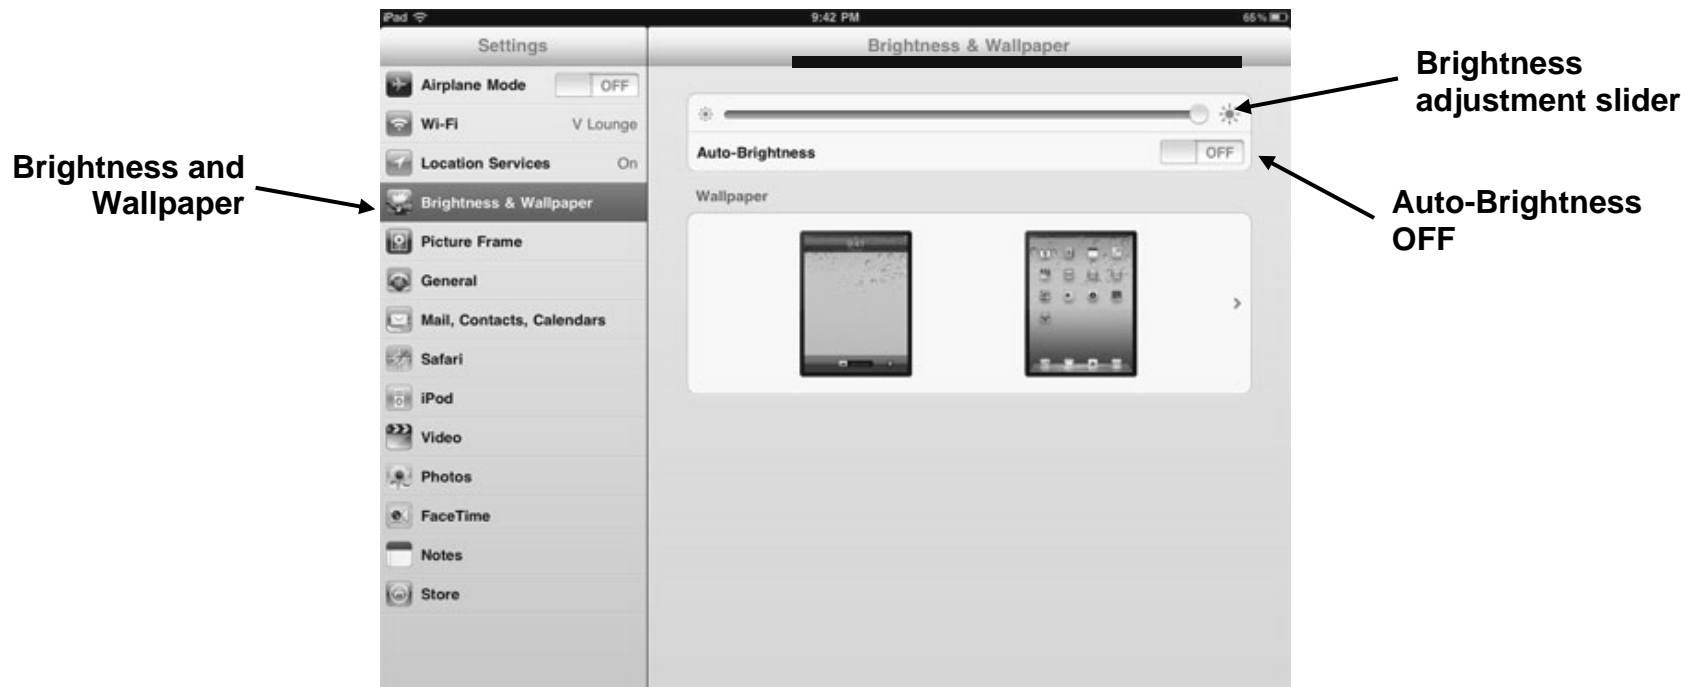 iPad 9:42 PM 65%
Settings
Brightness & Wallpaper
Airplane Mode OFF
Wi-Fi V Lounge
Location Services On
Brightness & Wallpaper
Picture Frame
General
Mail, Contacts, Calendars
Safari
iPod
Video
Photos
FaceTime
Notes
Store
Auto-Brightness OFF
Wallpaper
Brightness and
Wallpaper
Brightness
adjustment slider
Auto-Brightness
OFF